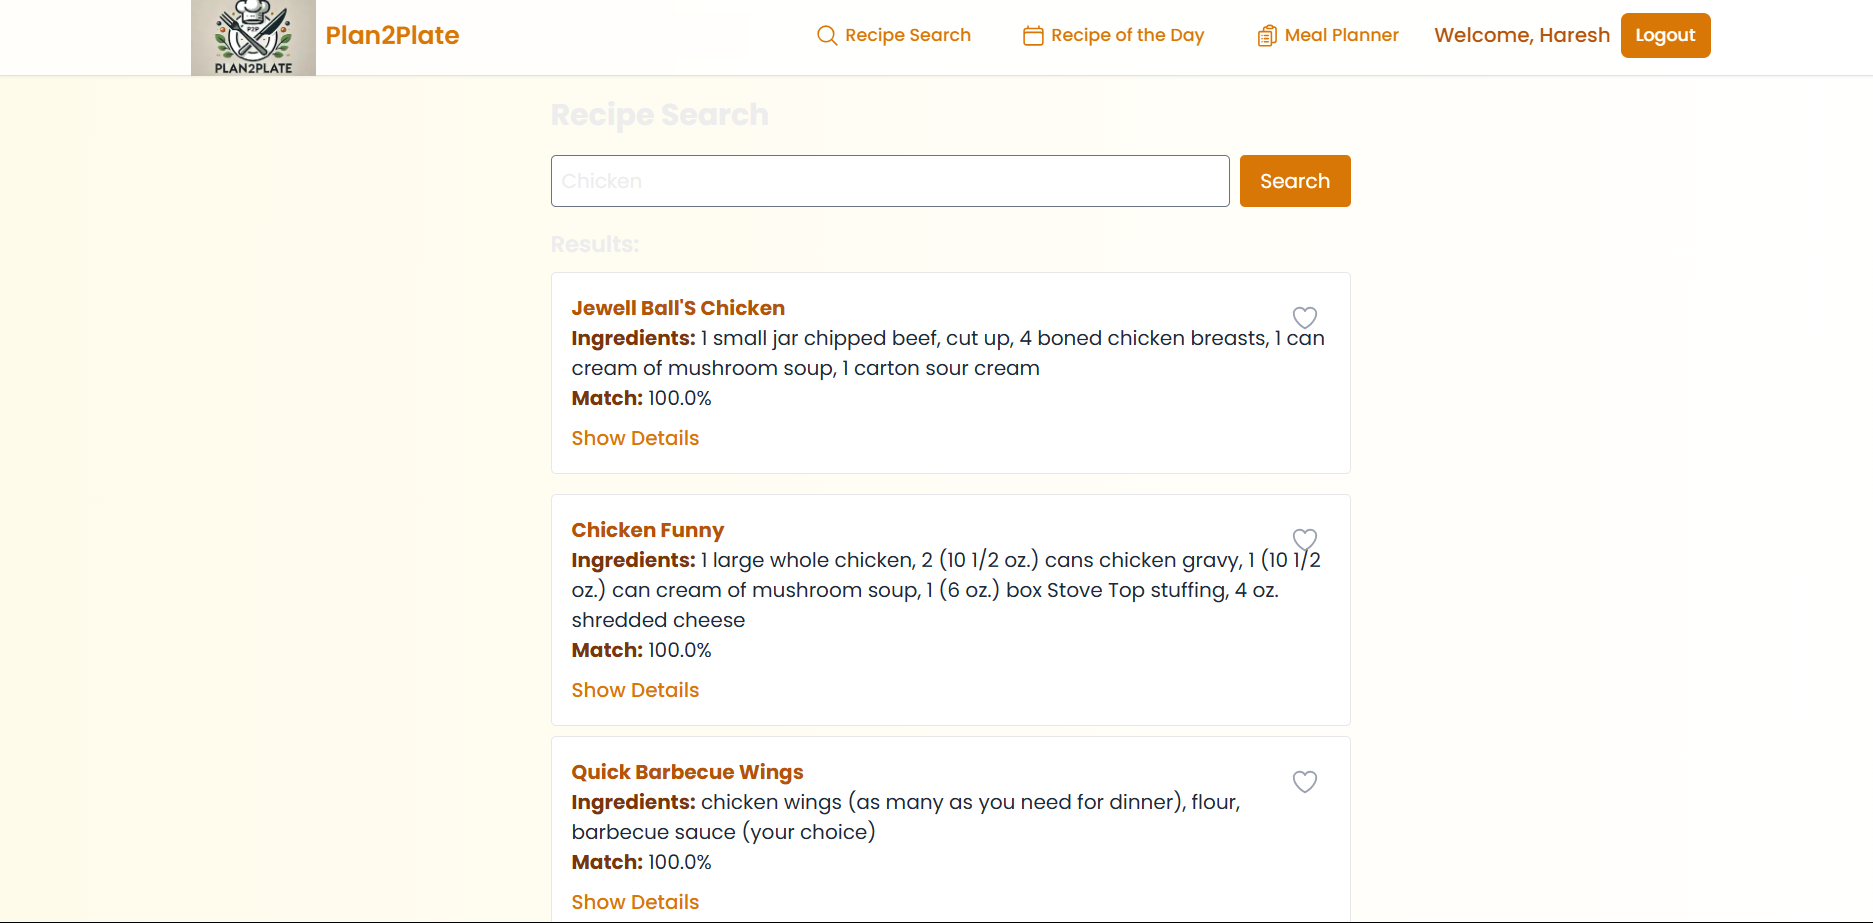 P2P
PLAN2PLATE
Plan2Plate
Recipe Search
Recipe of the Day
Meal Planner
Welcome, Haresh
Logout
Recipe Search
Chicken
Search
Results:
Jewell Ball'S Chicken
Ingredients: 1 small jar chipped beef, cut up, 4 boned chicken breasts, 1 can
cream of mushroom soup, 1 carton sour cream
Match: 100.0%
Show Details
Chicken Funny
Ingredients: 1 large whole chicken, 2 (10 1/2 oz.) cans chicken gravy, 1 (10 1/2
oz.) can cream of mushroom soup, 1 (6 oz.) box Stove Top stuffing, 4 oz.
shredded cheese
Match: 100.0%
Show Details
Quick Barbecue Wings
Ingredients: chicken wings (as many as you need for dinner), flour,
barbecue sauce (your choice)
Match: 100.0%
Show Details